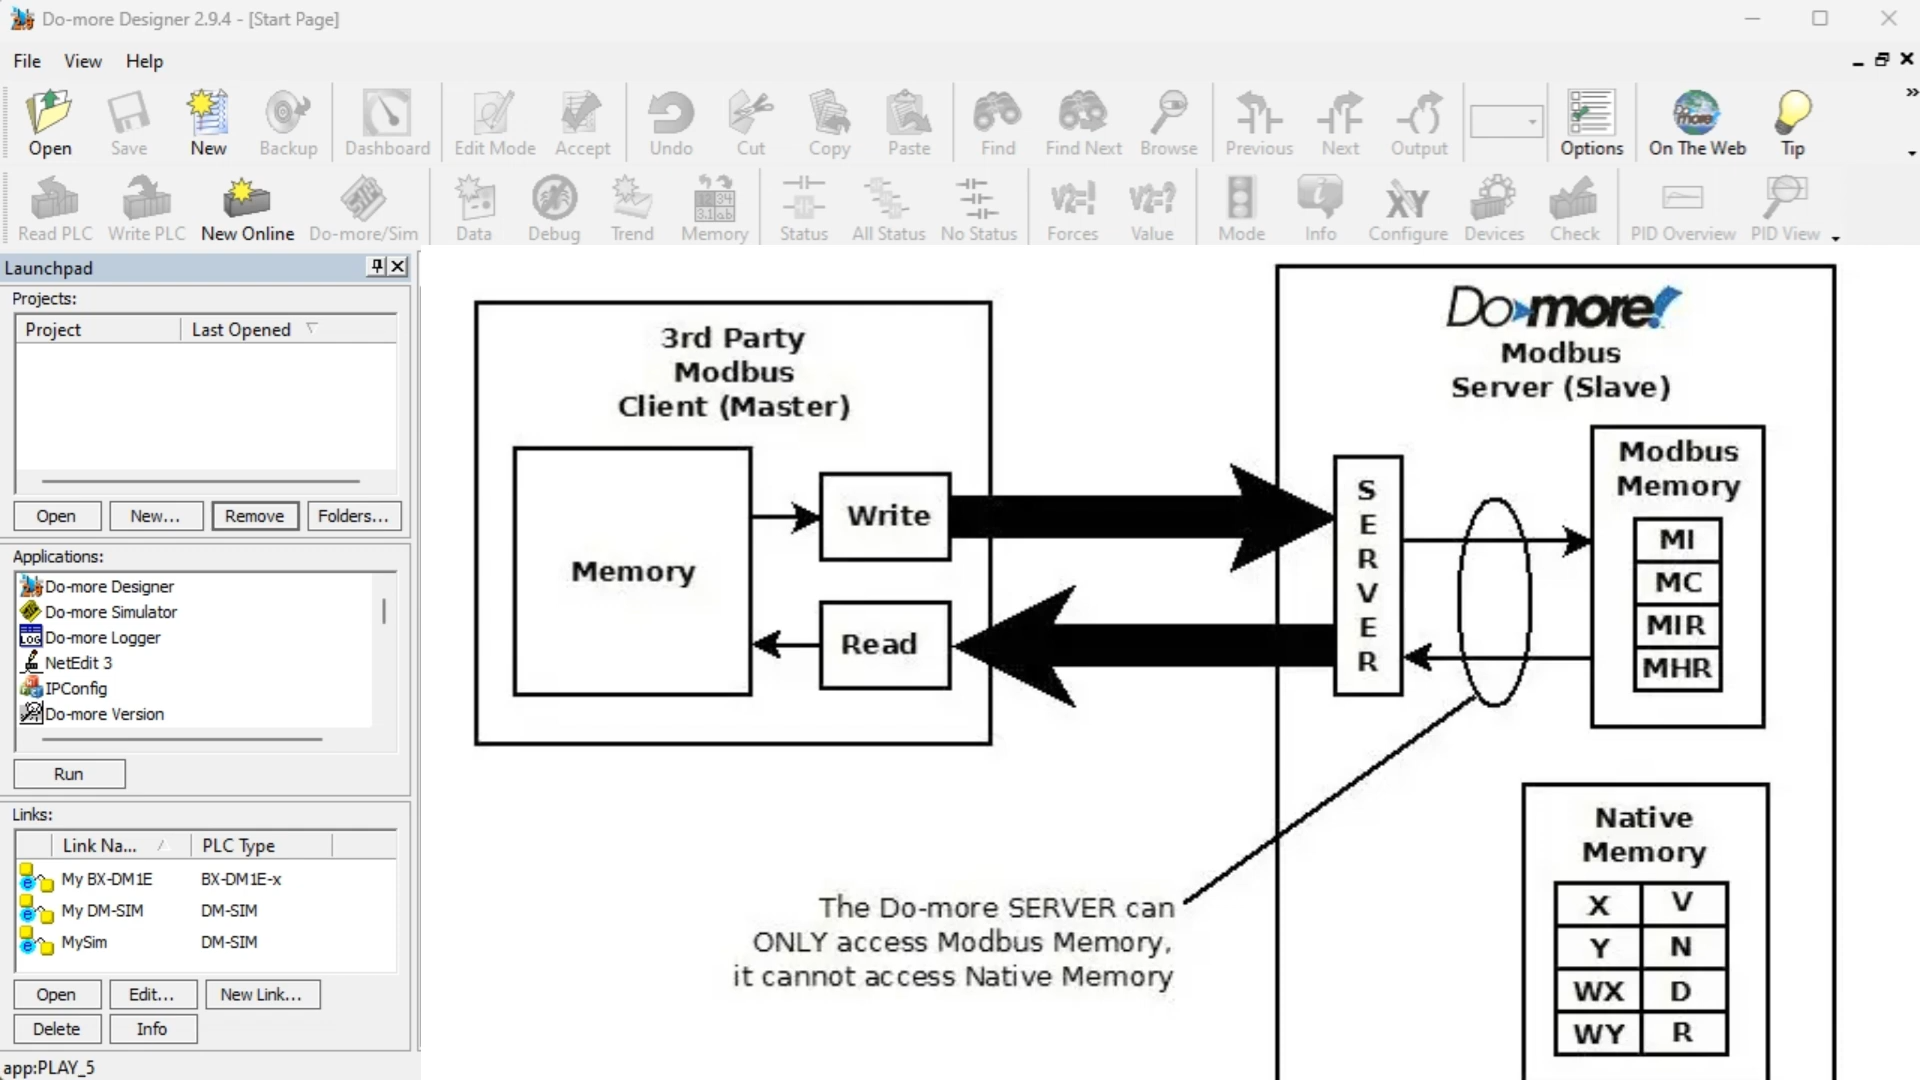 Do-more Designer 2.9.4 - [Start Page]
File View Help
Open Save New Backup Dashboard Edit Mode Accept Undo Cut Copy Paste Find Find Next Browse Previous Next Output Options On The Web Tip
Read PLC Write PLC New Online Do-more/Sim Data Debug Trend Memory Status All Status No Status Forces Value Mode Info Configure Devices Check PID Overview PID View
Launchpad
Projects:
Project Last Opened
Open New... Remove Folders...
Applications:
Do-more Designer
Do-more Simulator
Do-more Logger
NetEdit 3
IPConfig
Do-more Version
Run
Links:
Link Na... PLC Type
My BX-DM1E BX-DM1E-x
My DM-SIM DM-SIM
MySim DM-SIM
Open Edit... New Link...
Delete Info
app:PLAY_5
3rd Party
Modbus
Client (Master)
Memory
Write
Read
Do-more!
Modbus
Server (Slave)
SERVER
Modbus
Memory
MI
MC
MIR
MHR
The Do-more SERVER can
ONLY access Modbus Memory,
it cannot access Native Memory
Native
Memory
X V
Y N
WX D
WY R